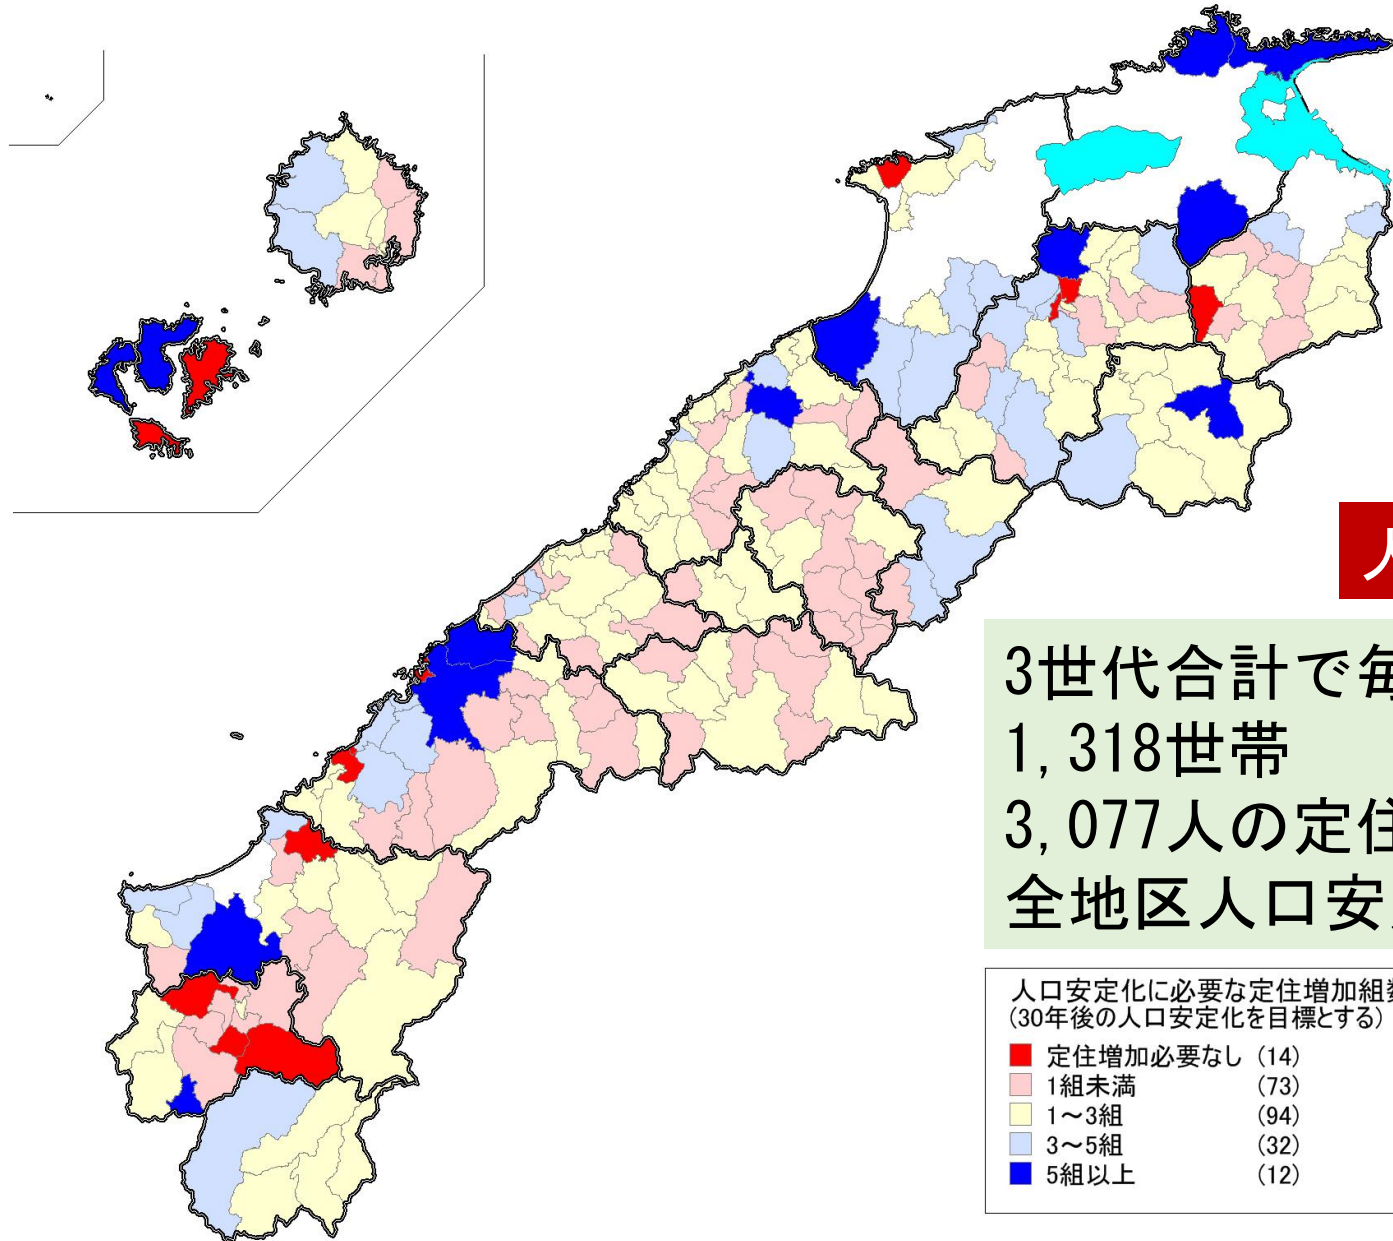 人
3世代合計で毎
1,318世帯
3,077人の定住
全地区人口安
人口安定化に必要な定住増加組数
(30年後の人口安定化を目標とする)
定住増加必要なし (14)
1組未満 (73)
1～3組 (94)
3～5組 (32)
5組以上 (12)